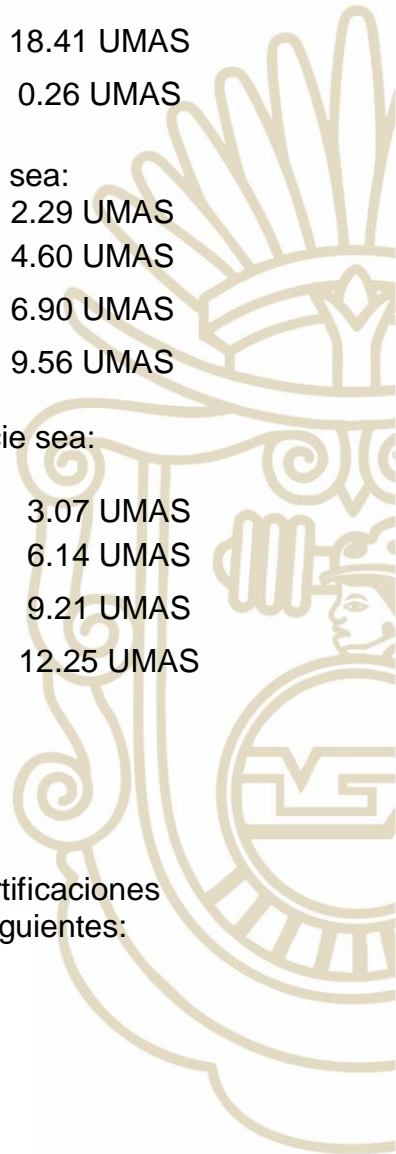 18.41 UMAS
0.26 UMAS
sea:
2.29 UMAS
4.60 UMAS
6.90 UMAS
9.56 UMAS
cie sea:
3.07 UMAS
6.14 UMAS
9.21 UMAS
12.25 UMAS
rtificaciones
guientes: